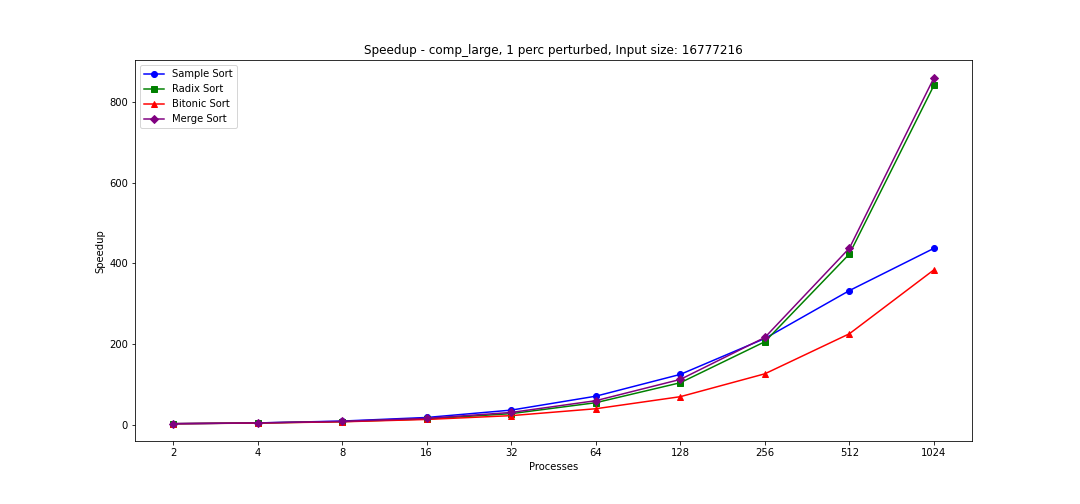 Speedup - comp_large, 1 perc perturbed, Input size: 16777216
Sample Sort
Radix Sort
Bitonic Sort
Merge Sort
800
600
400
200
0
Speedup
2 4 8 16 32 64 128 256 512 1024
Processes